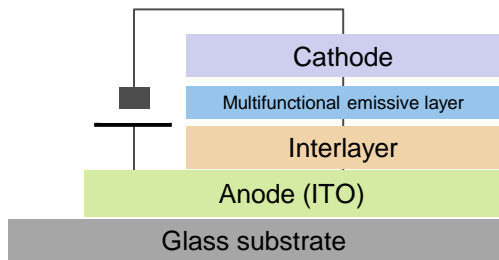 Cathode
Multifunctional emissive layer
Interlayer
Anode (ITO)
Glass substrate